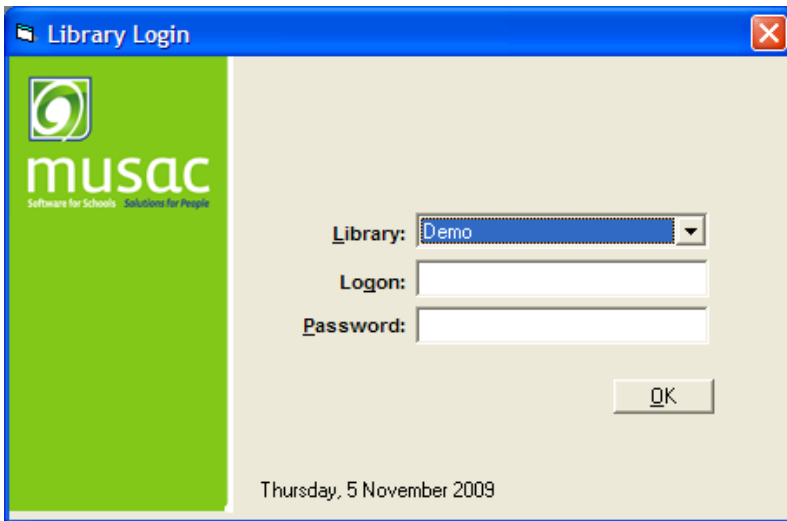 Library Login
musac
Software for Schools Solutions for People
Library: Demo
Logon:
Password:
OK
Thursday, 5 November 2009